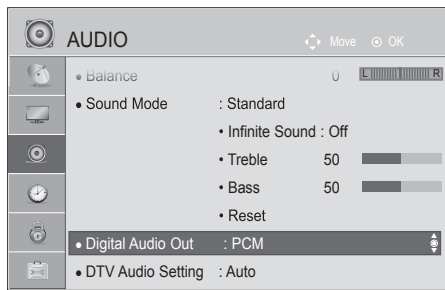 AUDIO
Move
OK
• Balance 0 L R
• Sound Mode : Standard
• Infinite Sound : Off
• Treble 50
• Bass 50
• Reset
• Digital Audio Out : PCM
• DTV Audio Setting : Auto